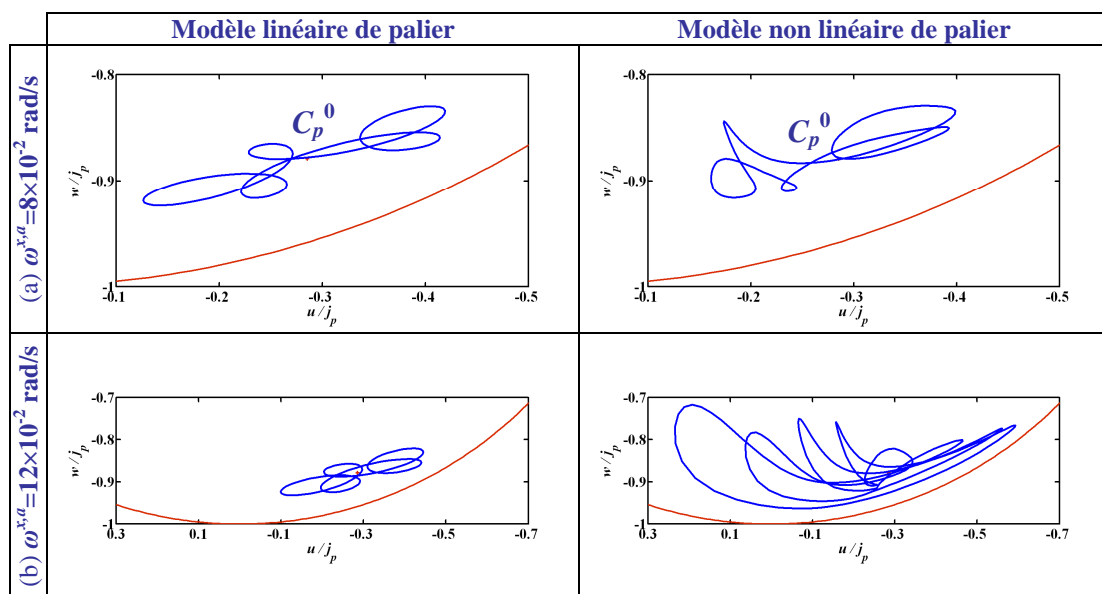 Modèle linéaire de palier
Modèle non linéaire de palier
(a) ω^{x,a}=8×10^{-2} rad/s
-0.8
-0.9
-1
w/j_p
C_p^0
-0.1
-0.2
-0.3
-0.4
-0.5
u/j_p
-0.8
-0.9
-1
w/j_p
C_p^0
-0.1
-0.2
-0.3
-0.4
-0.5
u/j_p
(b) ω^{x,a}=12×10^{-2} rad/s
-0.7
-0.8
-0.9
-1
w/j_p
0.3
0.1
-0.1
-0.3
-0.5
-0.7
u/j_p
-0.7
-0.8
-0.9
-1
w/j_p
0.3
0.1
-0.1
-0.3
-0.5
-0.7
u/j_p